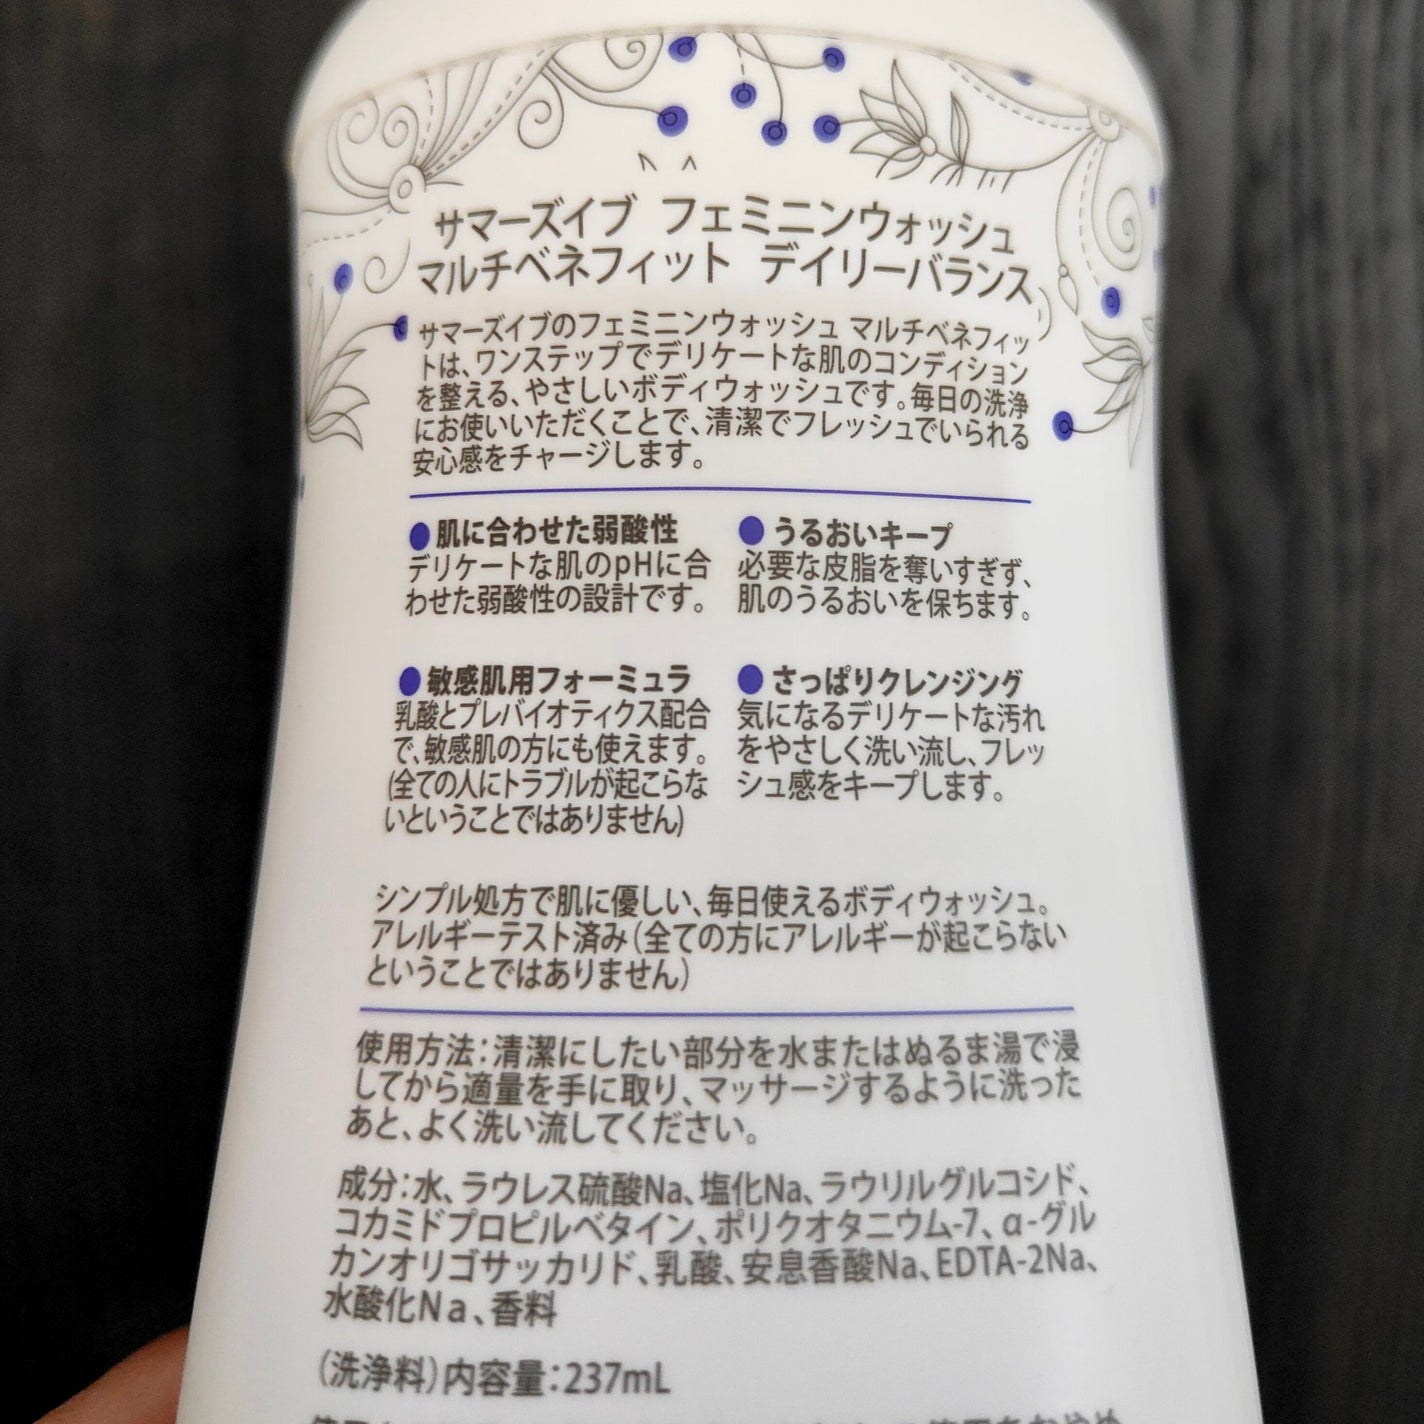 サマーズイブ フェミニンウォッシュ
マルチベネフィット デイリーバランス
サマーズイブのフェミニンウォッシュ マルチベネフィッ
トは、ワンステップでデリケートな肌のコンディション
を整える、やさしいボディウォッシュです。毎日の洗浄
にお使いいただくことで、清潔でフレッシュでいられる
安心感をチャージします。
●肌に合わせた弱酸性
デリケートな肌のpHに合
わせた弱酸性の設計です。
●うるおいキープ
必要な皮脂を奪いすぎず、
肌のうるおいを保ちます。
●敏感肌用フォーミュラ
乳酸とプレバイオティクス配合
で、敏感肌の方にも使えます。
(全ての人にトラブルが起こらな
いということではありません)
●さっぱりクレンジング
気になるデリケートな汚れ
をやさしく洗い流し、フレッ
シュ感をキープします。
シンプル処方で肌に優しい、毎日使えるボディウォッシュ。
アレルギーテスト済み(全ての方にアレルギーが起こらない
ということではありません)
使用方法：清潔にしたい部分を水またはぬるま湯で浸
してから適量を手に取り、マッサージするように洗った
あと、よく洗い流してください。
成分：水、ラウレス硫酸Na、塩化Na、ラウリルグルコシド、
コカミドプロピルベタイン、ポリクオタニウム-7、α-グル
カンオリゴサッカリド、乳酸、安息香酸Na、EDTA-2Na、
水酸化Ｎａ、香料
(洗浄料)内容量：237mL